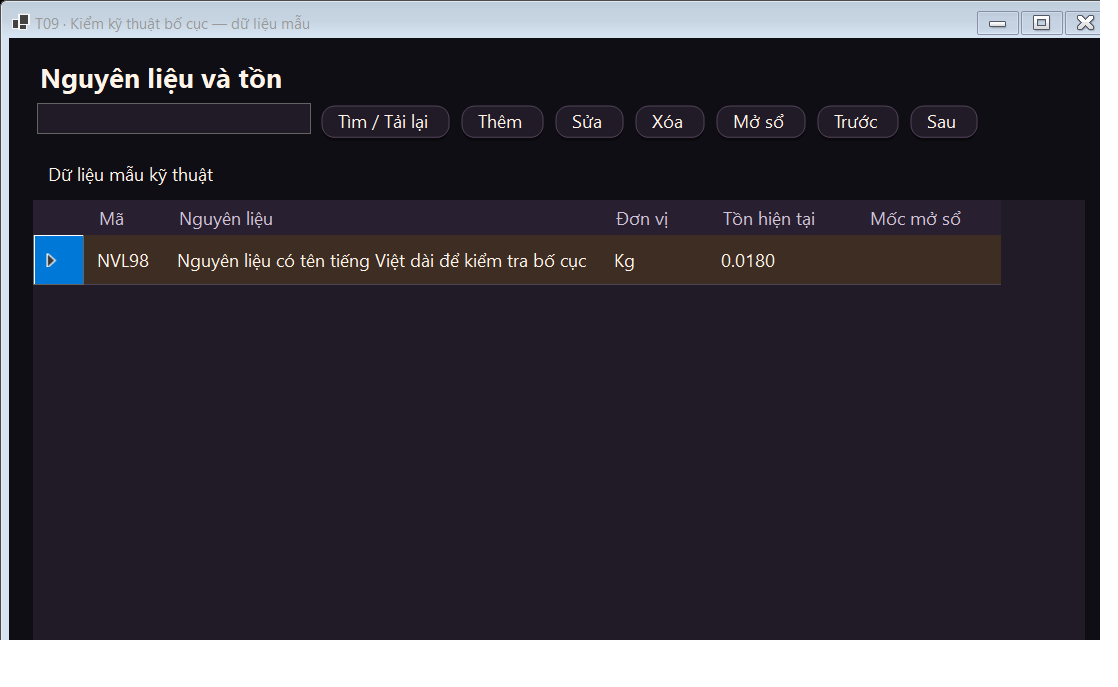 T09 · Kiểm kỹ thuật bố cục — dữ liệu mẫu
Nguyên liệu và tồn
Tìm / Tải lại Thêm Sửa Xóa Mở sổ Trước Sau
Dữ liệu mẫu kỹ thuật
Mã Nguyên liệu Đơn vị Tồn hiện tại Mốc mở sổ
NVL98 Nguyên liệu có tên tiếng Việt dài để kiểm tra bố cục Kg 0.0180